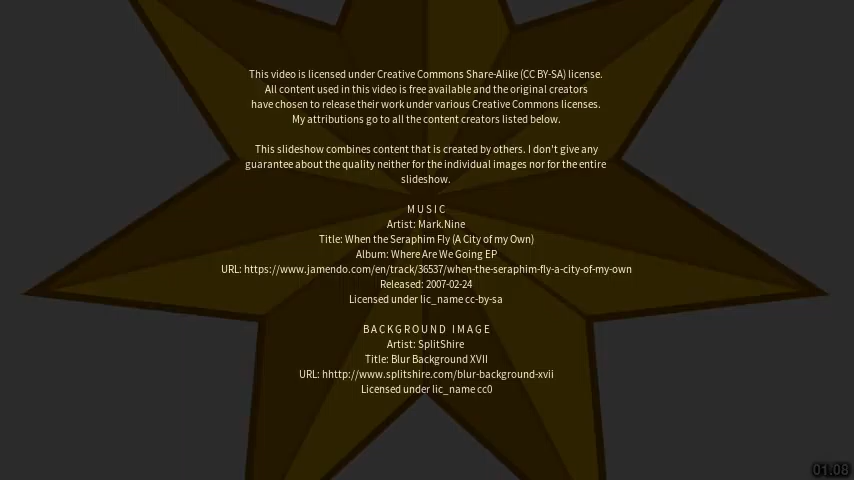 This video is licensed under Creative Commons Share-Alike (CC BY-SA) license.
All content used in this video is free available and the original creators
have chosen to release their work under various Creative Commons licenses.
My attributions go to all the content creators listed below.
This slideshow combines content that is created by others. I don't give any
guarantee about the quality neither for the individual images nor for the entire
slideshow.
MUSIC
Artist: Mark.Nine
Title: When the Seraphim Fly (A City of my Own)
Album: Where Are We Going EP
URL: https://www.jamendo.com/en/track/36537/when-the-seraphim-fly-a-city-of-my-own
Released: 2007-02-24
Licensed under lic_name cc-by-sa
BACKGROUND IMAGE
Artist: SplitShire
Title: Blur Background XVII
URL: hhttp://www.splitshire.com/blur-background-xvii
Licensed under lic_name cc0
01:08